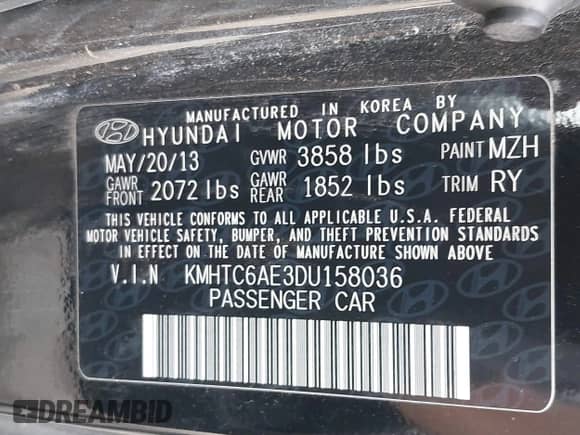 MANUFACTURED IN KOREA BY
HYUNDAI MOTOR COMPANY
MAY/20/13 GVWR 3858 lbs PAINT MZH
GAWR FRONT 2072 lbs GAWR REAR 1852 lbs TRIM RY
THIS VEHICLE CONFORMS TO ALL APPLICABLE U.S.A. FEDERAL
MOTOR VEHICLE SAFETY, BUMPER, AND THEFT PREVENTION STANDARDS
IN EFFECT ON THE DATE OF MANUFACTURE SHOWN ABOVE
V.I.N KMHTC6AE3DU158036
PASSENGER CAR
DREAMBID